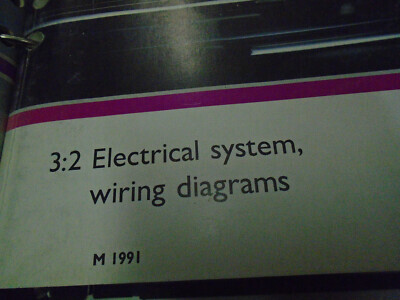 3:2 Electrical system,
wiring diagrams
M 1991